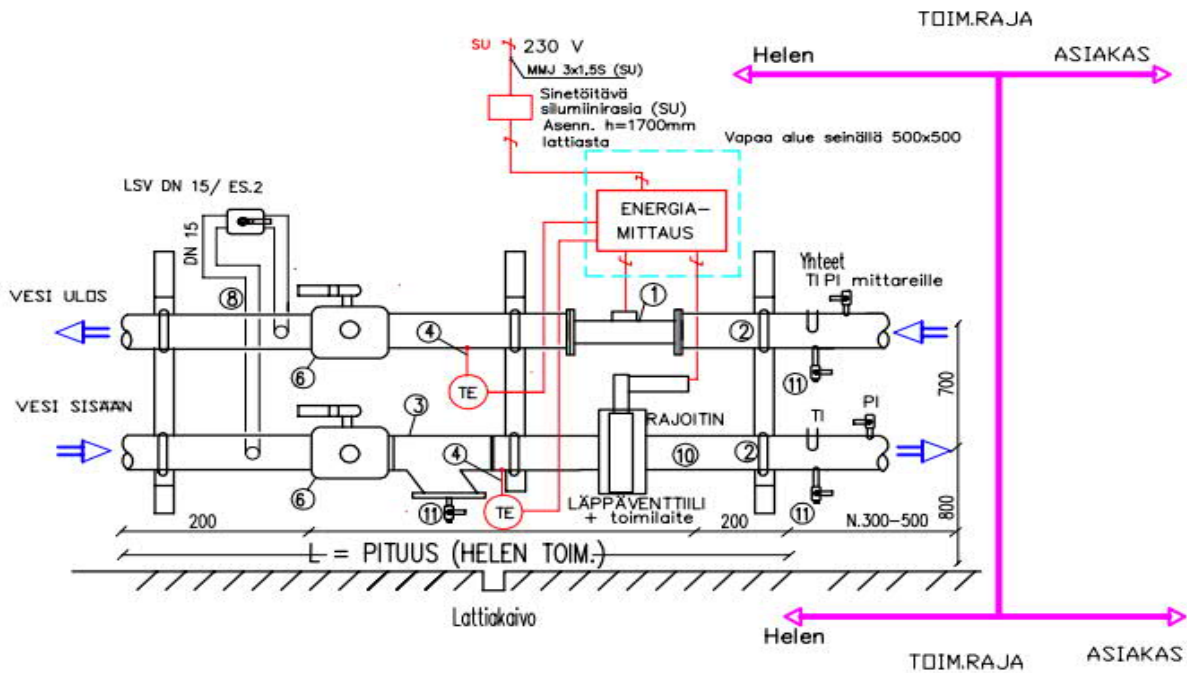 TOIM.RAJA
Helen
ASIAKAS
SU
230 V
MMJ 3x1,5S (SU)
Sinetöitävä
silumiinirasia (SU)
Asenn. h=1700mm
lattiasta
Vapaa alue seinällä 500x500
LSV DN 15/ ES.2
DN 15
ENERGIA-
MITTAUS
Yhteet
TI PI mittareille
VESI ULOS
8
1
4
2
6
TE
11
700
VESI SISÄÄN
3
RAJOITIN
TI
PI
4
10
2
6
11
TE
LÄPPÄVENTTIILI
+ toimilaite
11
800
200
200
N.300-500
L = PITUUS (HELEN TOIM.)
Lattiakaivo
Helen
ASIAKAS
TOIM.RAJA